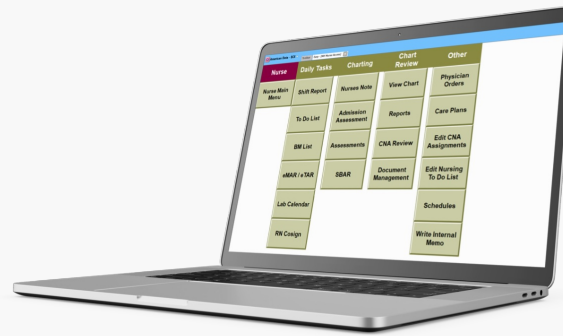 Nurse
Daily Tasks
Charting
Chart
Review
Other
Nurse Main
Menu
Shift Report
Nurses Note
View Chart
Physician
Orders
To Do List
Admission
Assessment
Reports
Care Plans
BM List
Assessments
CNA Review
Edit CNA
Assignments
eMAR / eTAR
SBAR
Document
Management
Edit Nursing
To Do List
Lab Calendar
Schedules
RN Cosign
Write Internal
Memo